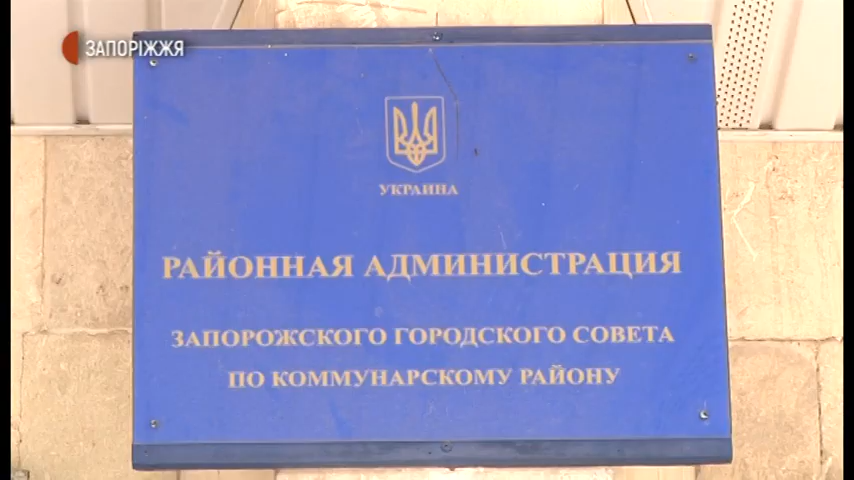 ЗАПОРІЖЖЯ
УКРАИНА
РАЙОННАЯ АДМИНИСТРАЦИЯ
ЗАПОРОЖСКОГО ГОРОДСКОГО СОВЕТА
ПО КОММУНАРСКОМУ РАЙОНУ